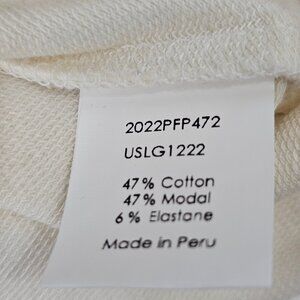 2022PFP472
USLG1222
47% Cotton
47% Modal
6% Elastane
Made in Peru